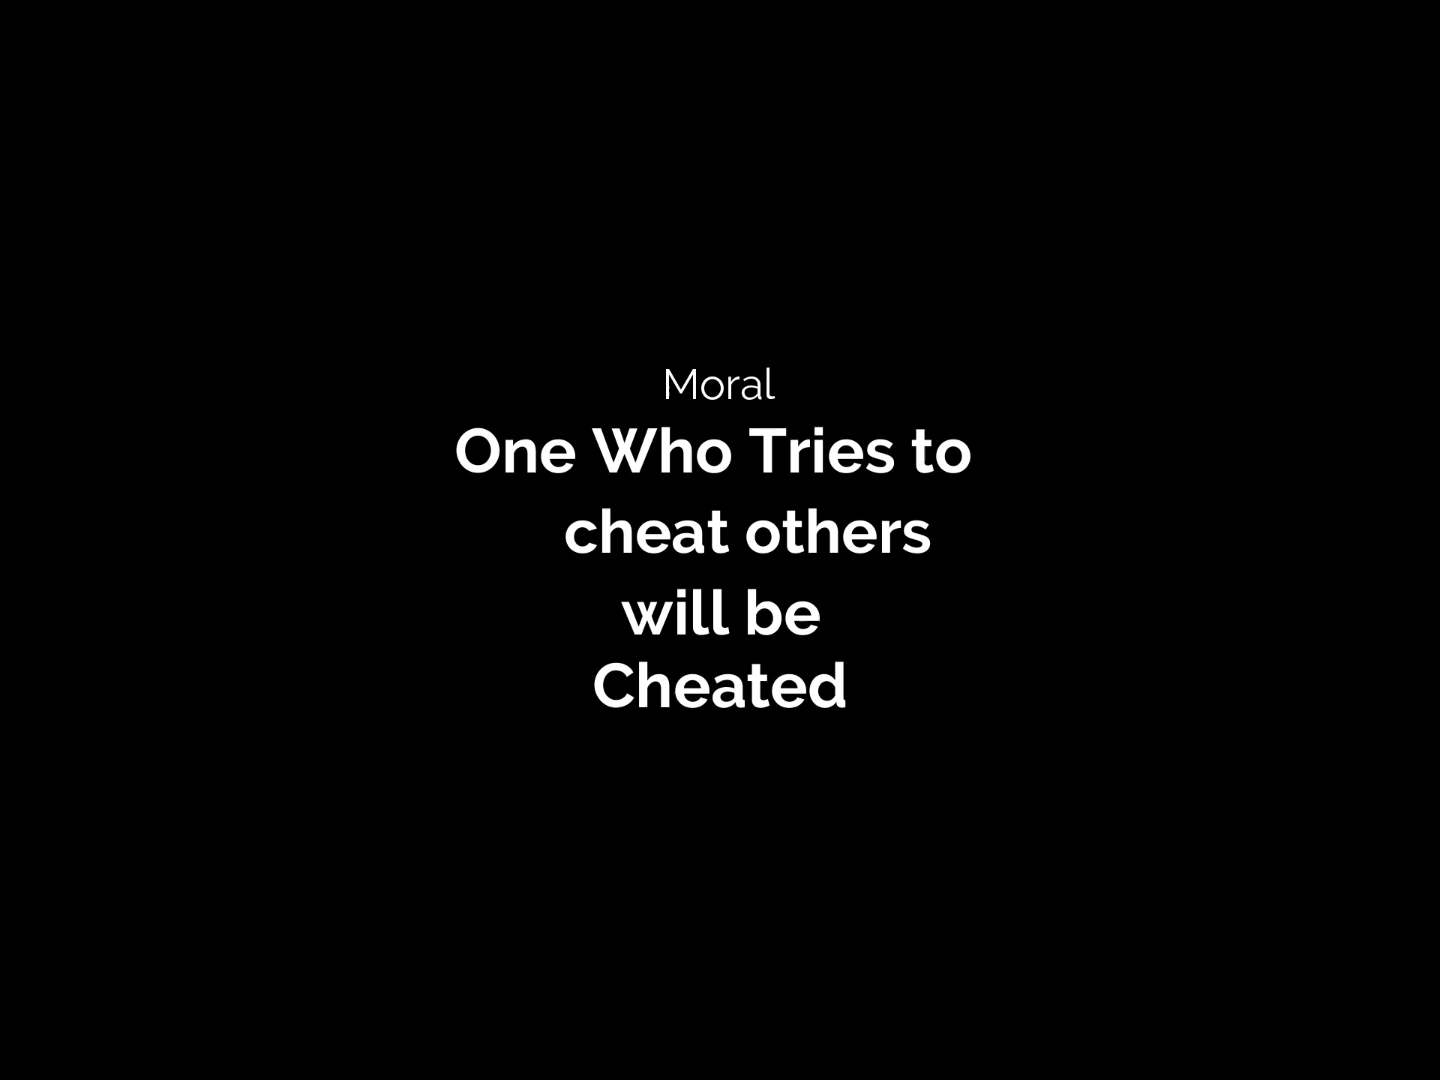 Moral
One Who Tries to
cheat others
will be
Cheated